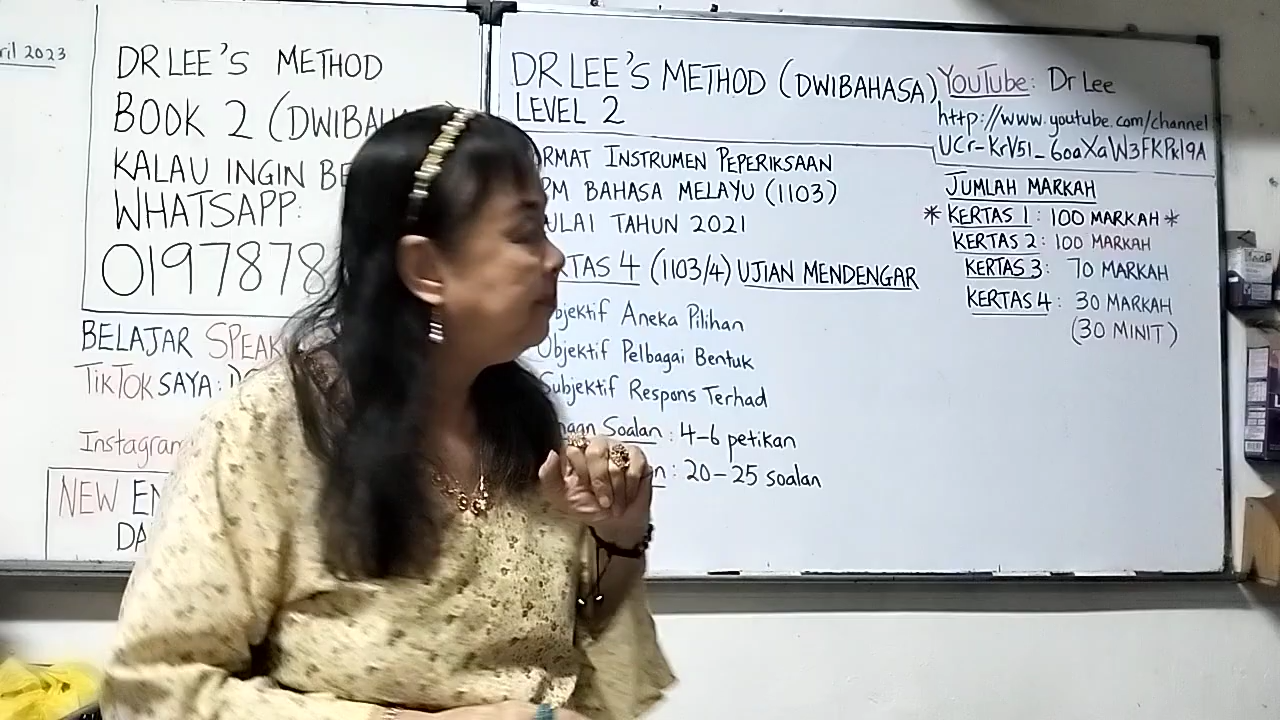 ril 2023
DR LEE'S METHOD
BOOK 2 (DWIBAH
KALAU INGIN BE
WHATSAPP:
0197878
BELAJAR SPEAK
TikTOK SAYA:
Instagram
NEW EN
DA
DR LEE'S METHOD (DWIBAHASA)
LEVEL 2
RMAT INSTRUMEN PEPERIKSAAN
PM BAHASA MELAYU (1103)
ULAI TAHUN 2021
TAS 4 (1103/4) UJIAN MENDENGAR
bjektif Aneka Pilihan
Objektif Pelbagai Bentuk
Subjektif Respons Terhad
Soalan : 4-6 petikan
: 20-25 soalan
YouTube: Dr Lee
http://www.youtube.com/channel
UCr-KrV51_6oaXaW3FKPkl9A
JUMLAH MARKAH
* KERTAS 1: 100 MARKAH *
KERTAS 2: 100 MARKAH
KERTAS 3: 70 MARKAH
KERTAS 4: 30 MARKAH
(30 MINIT)